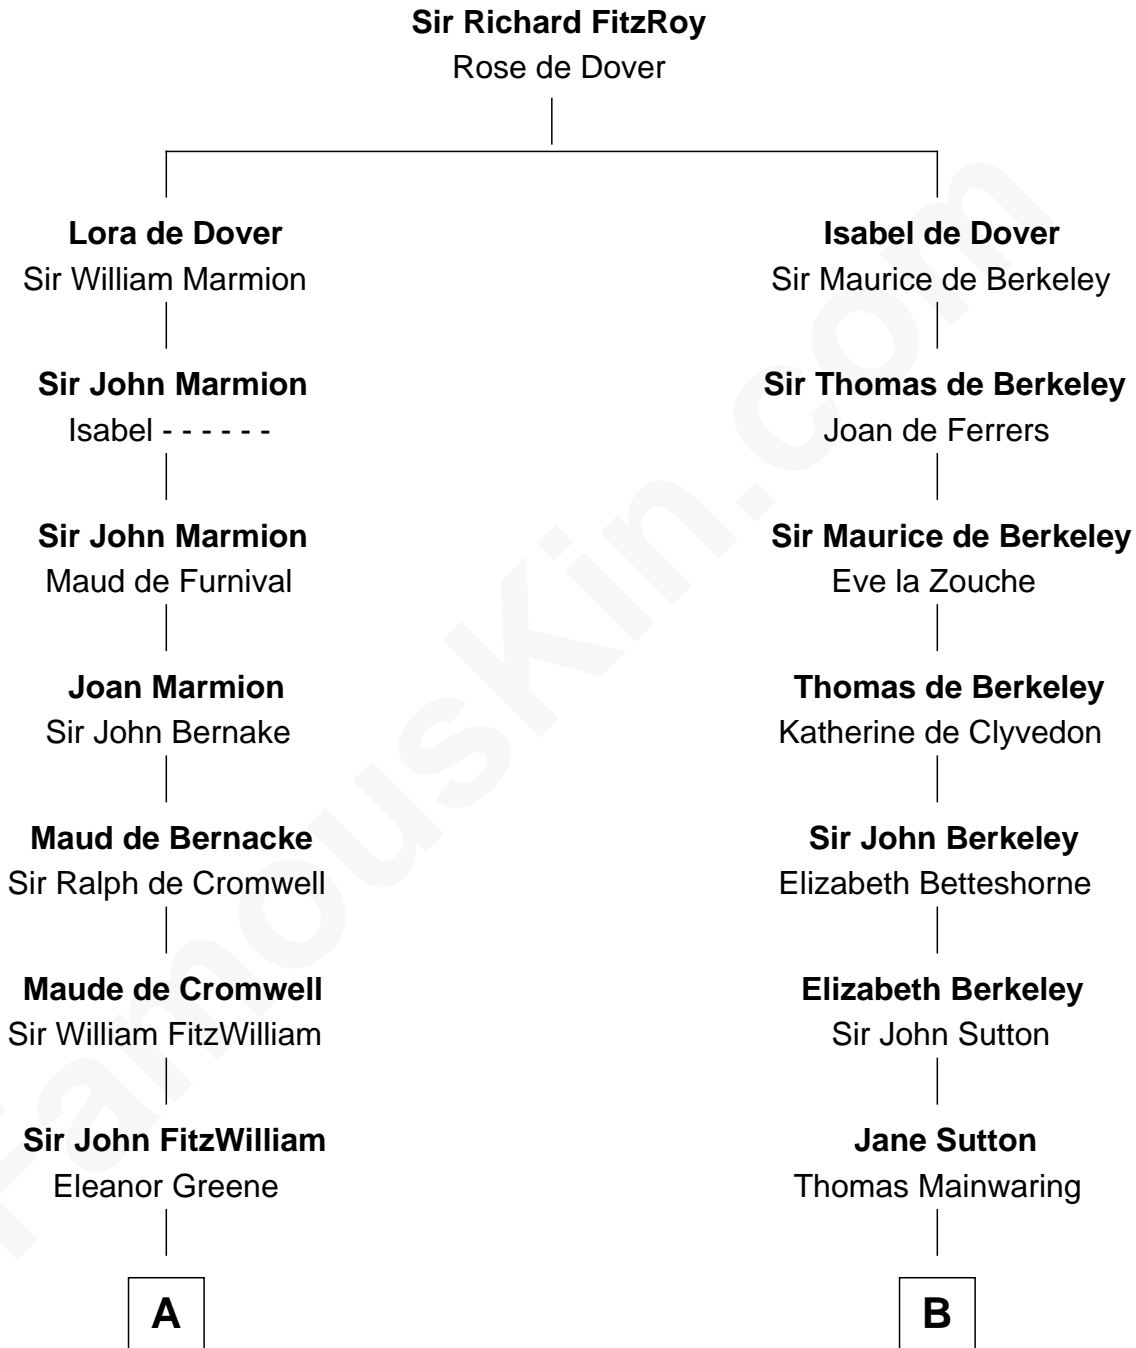 Sir Richard FitzRoy
Rose de Dover
Lora de Dover
Sir William Marmion
Isabel de Dover
Sir Maurice de Berkeley
Sir John Marmion
Isabel - - - - - -
Sir Thomas de Berkeley
Joan de Ferrers
Sir John Marmion
Maud de Furnival
Sir Maurice de Berkeley
Eve la Zouche
Joan Marmion
Sir John Bernake
Thomas de Berkeley
Katherine de Clyvedon
Maud de Bernacke
Sir Ralph de Cromwell
Sir John Berkeley
Elizabeth Betteshorne
Maude de Cromwell
Sir William FitzWilliam
Elizabeth Berkeley
Sir John Sutton
Sir John FitzWilliam
Eleanor Greene
Jane Sutton
Thomas Mainwaring
A
B
FamousKin.com